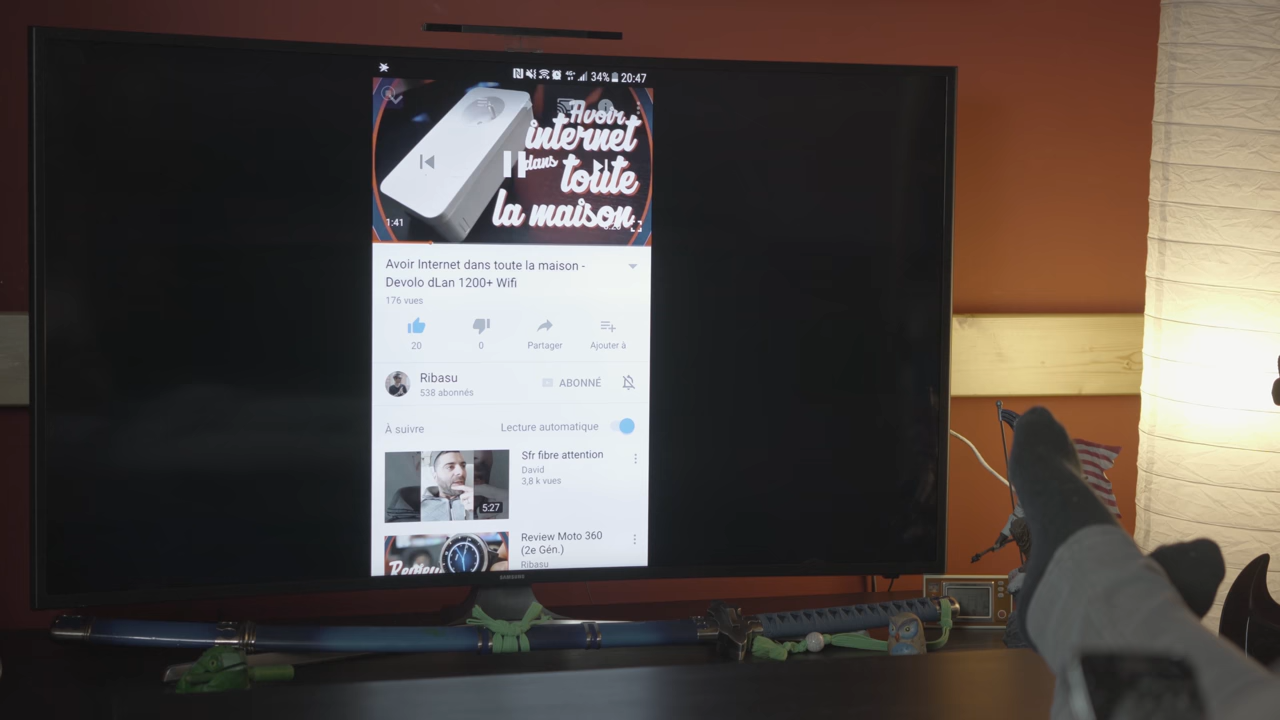 34% 20:47
Avoir
internet
dans
toute
la maison
1:41
Avoir Internet dans toute la maison -
Devolo dLan 1200+ Wifi
176 vues
20 0 Partager Ajouter à
Ribasu
538 abonnés
ABONNÉ
À suivre Lecture automatique
Sfr fibre attention
David
3,8 k vues
5:27
Review Moto 360
(2e Gén.)
Ribasu
Review
SAMSUNG